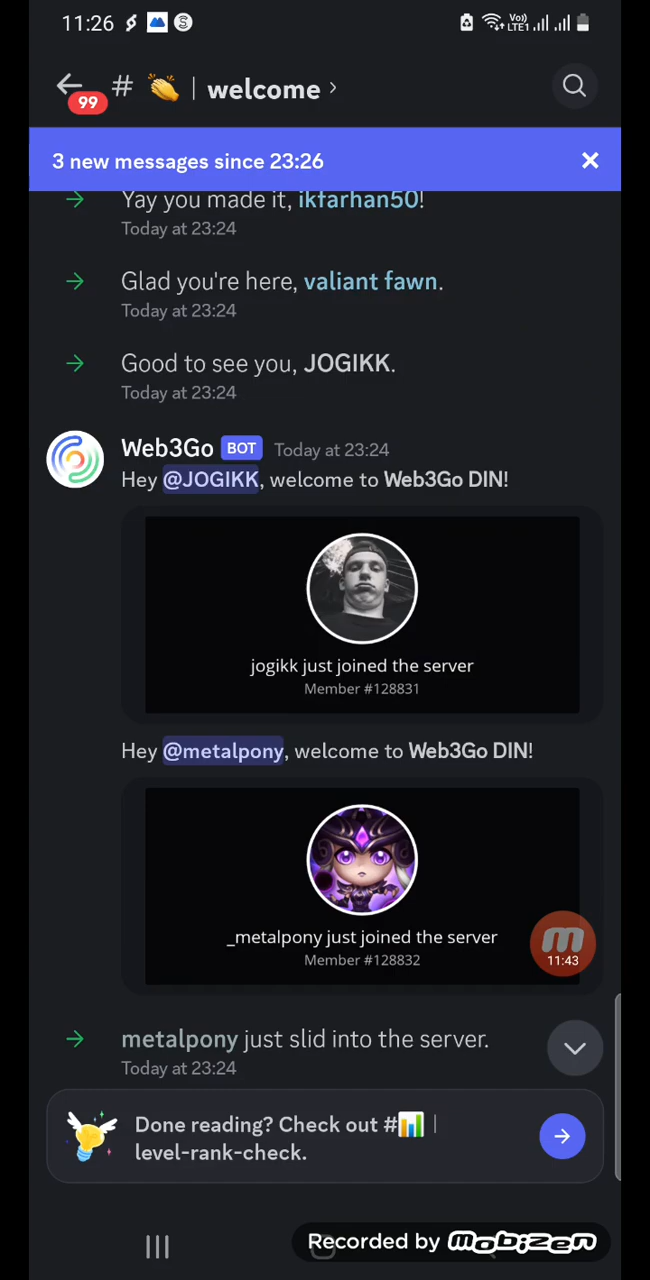 11:26
Vo)) LTE1
99
# 👏 | welcome ›
3 new messages since 23:26
Yay you made it, ikfarhan50!
Today at 23:24
Glad you're here, valiant fawn.
Today at 23:24
Good to see you, JOGIKK.
Today at 23:24
Web3Go BOT Today at 23:24
Hey @JOGIKK, welcome to Web3Go DIN!
jogikk just joined the server
Member #128831
Hey @metalpony, welcome to Web3Go DIN!
_metalpony just joined the server
Member #128832
11:43
metalpony just slid into the server.
Today at 23:24
Done reading? Check out #📊 |
level-rank-check.
Recorded by mobizen